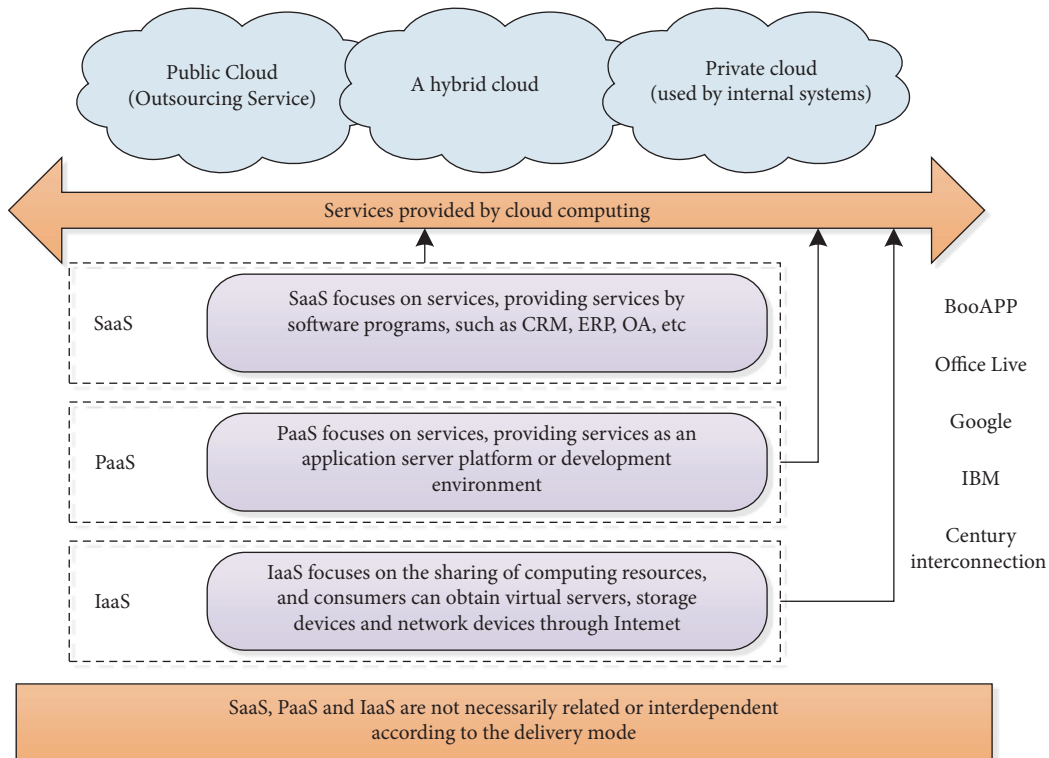 Public Cloud
(Outsourcing Service)
A hybrid cloud
Private cloud
(used by internal systems)
Services provided by cloud computing
SaaS
SaaS focuses on services, providing services by
software programs, such as CRM, ERP, OA, etc
PaaS
PaaS focuses on services, providing services as an
application server platform or development
environment
IaaS
IaaS focuses on the sharing of computing resources,
and consumers can obtain virtual servers, storage
devices and network devices through Internet
BooAPP
Office Live
Google
IBM
Century
interconnection
SaaS, PaaS and IaaS are not necessarily related or interdependent
according to the delivery mode